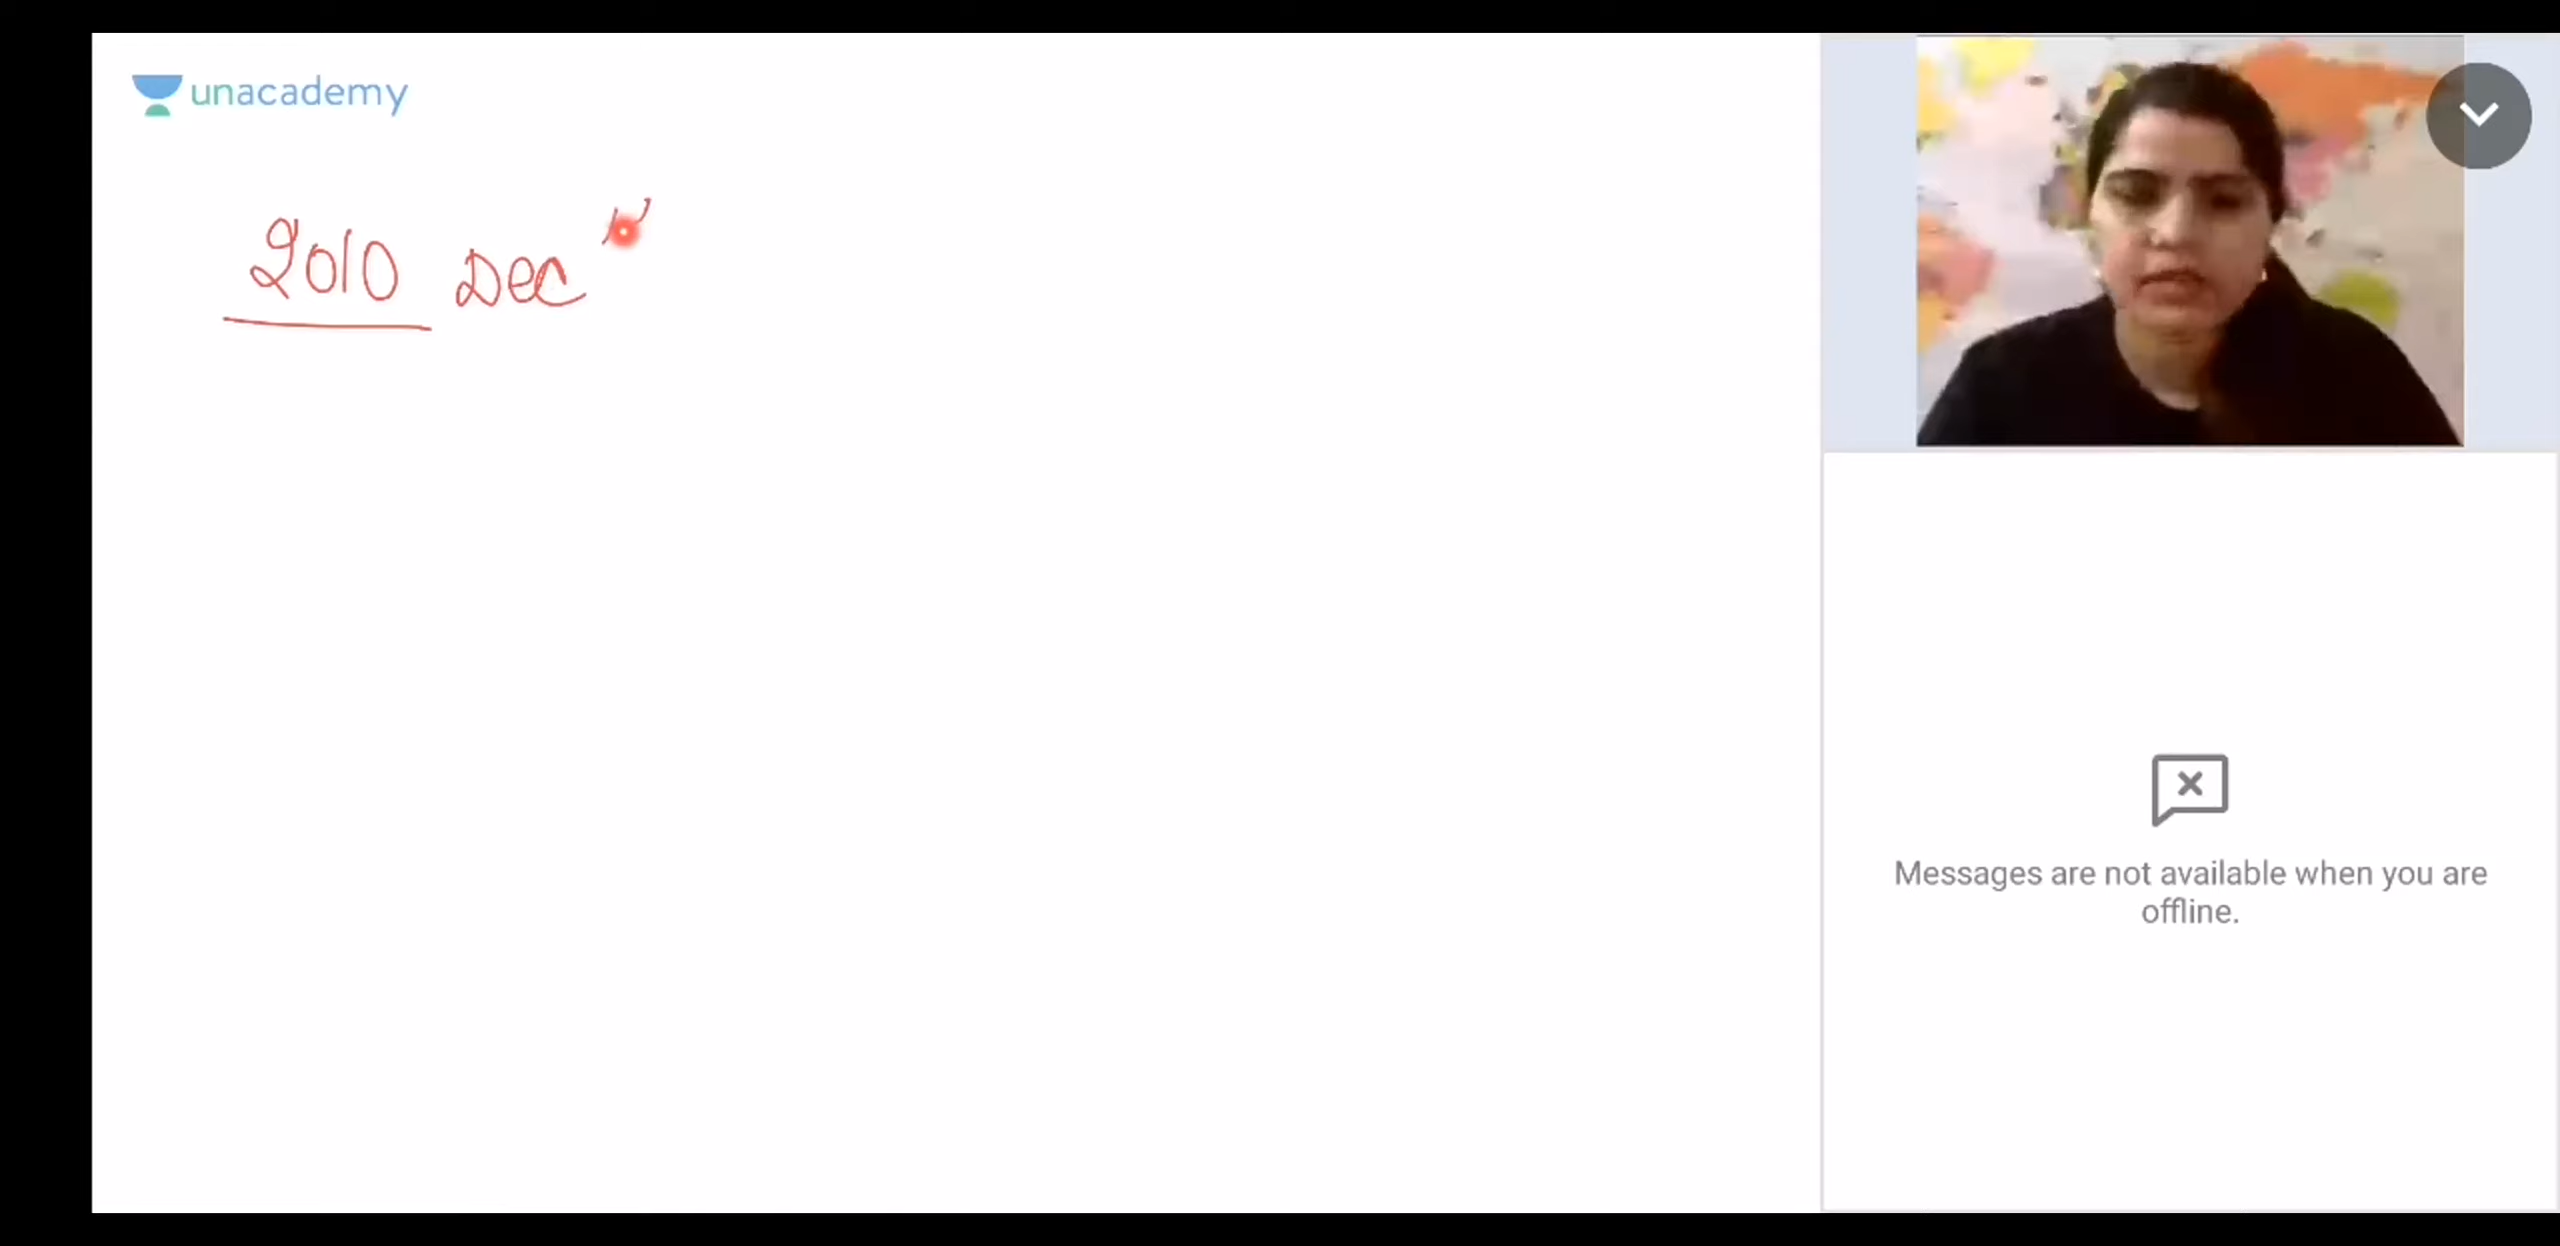 unacademy
2010 Dec
Messages are not available when you are
offline.